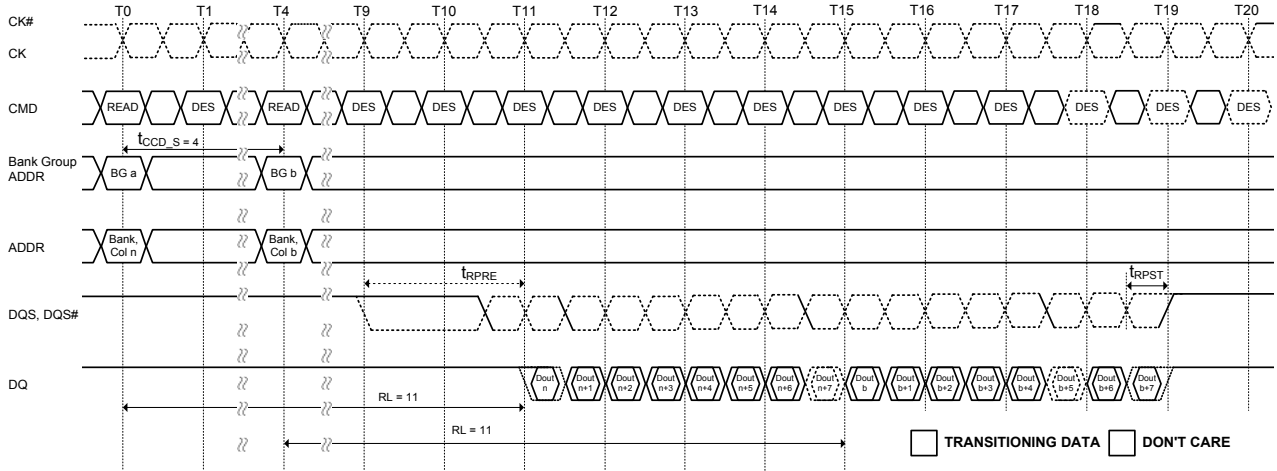 T0 T1 T4 T9 T10 T11 T12 T13 T14 T15 T16 T17 T18 T19 T20
CK#
CK
CMD READ DES READ DES DES DES DES DES DES DES DES DES DES DES DES
tCCD_S = 4
Bank Group
ADDR
BG a BG b
ADDR
Bank,
Col n
Bank,
Col b
tRPRE tRPST
DQS, DQS#
DQ
Dout
n
Dout
n+1
Dout
n+2
Dout
n+3
Dout
n+4
Dout
n+5
Dout
n+6
Dout
n+7
Dout
b
Dout
b+1
Dout
b+2
Dout
b+3
Dout
b+4
Dout
b+5
Dout
b+6
Dout
b+7
RL = 11
RL = 11
TRANSITIONING DATA DON'T CARE